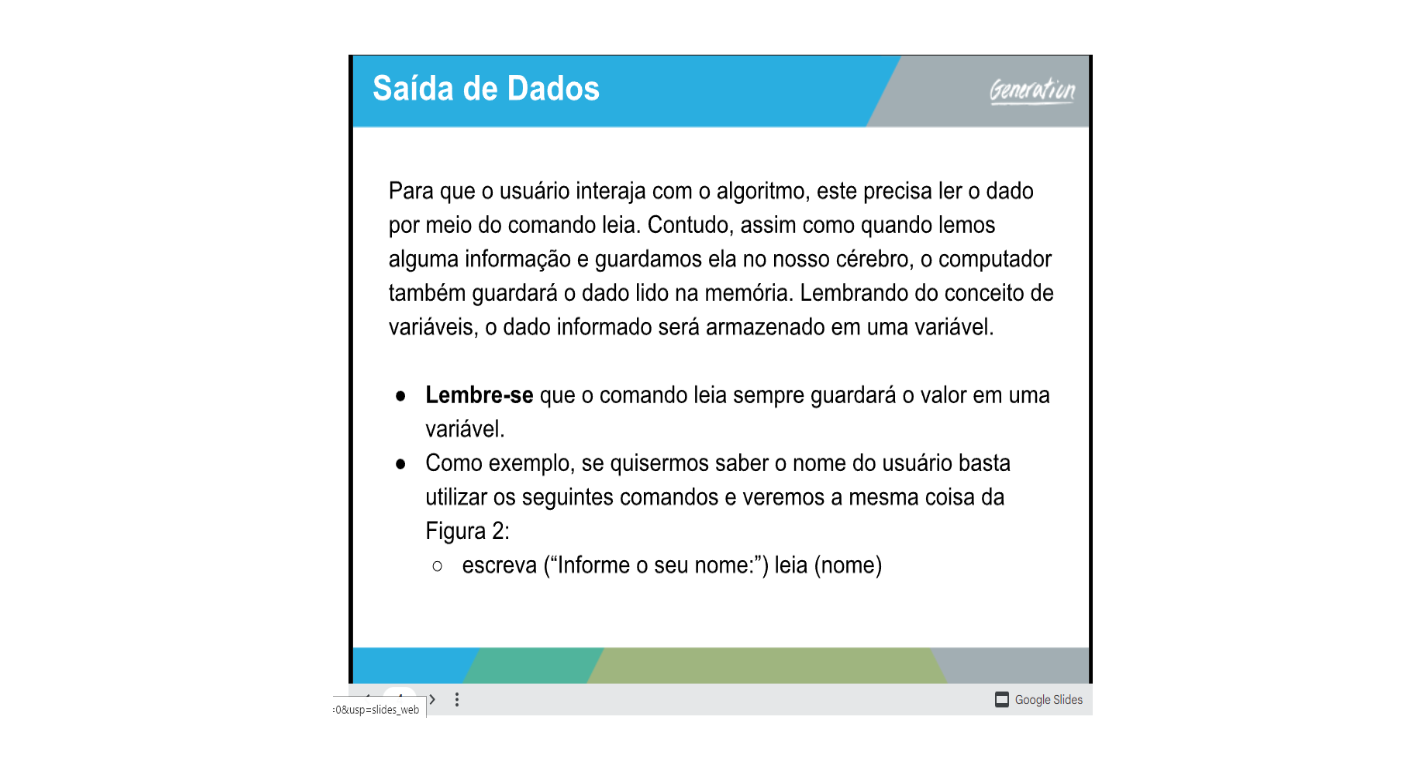 Saída de Dados
Generation
Para que o usuário interaja com o algoritmo, este precisa ler o dado
por meio do comando leia. Contudo, assim como quando lemos
alguma informação e guardamos ela no nosso cérebro, o computador
também guardará o dado lido na memória. Lembrando do conceito de
variáveis, o dado informado será armazenado em uma variável.
● Lembre-se que o comando leia sempre guardará o valor em uma
variável.
● Como exemplo, se quisermos saber o nome do usuário basta
utilizar os seguintes comandos e veremos a mesma coisa da
Figura 2:
○ escreva (“Informe o seu nome:”) leia (nome)
Google Slides
=0&usp=slides_web